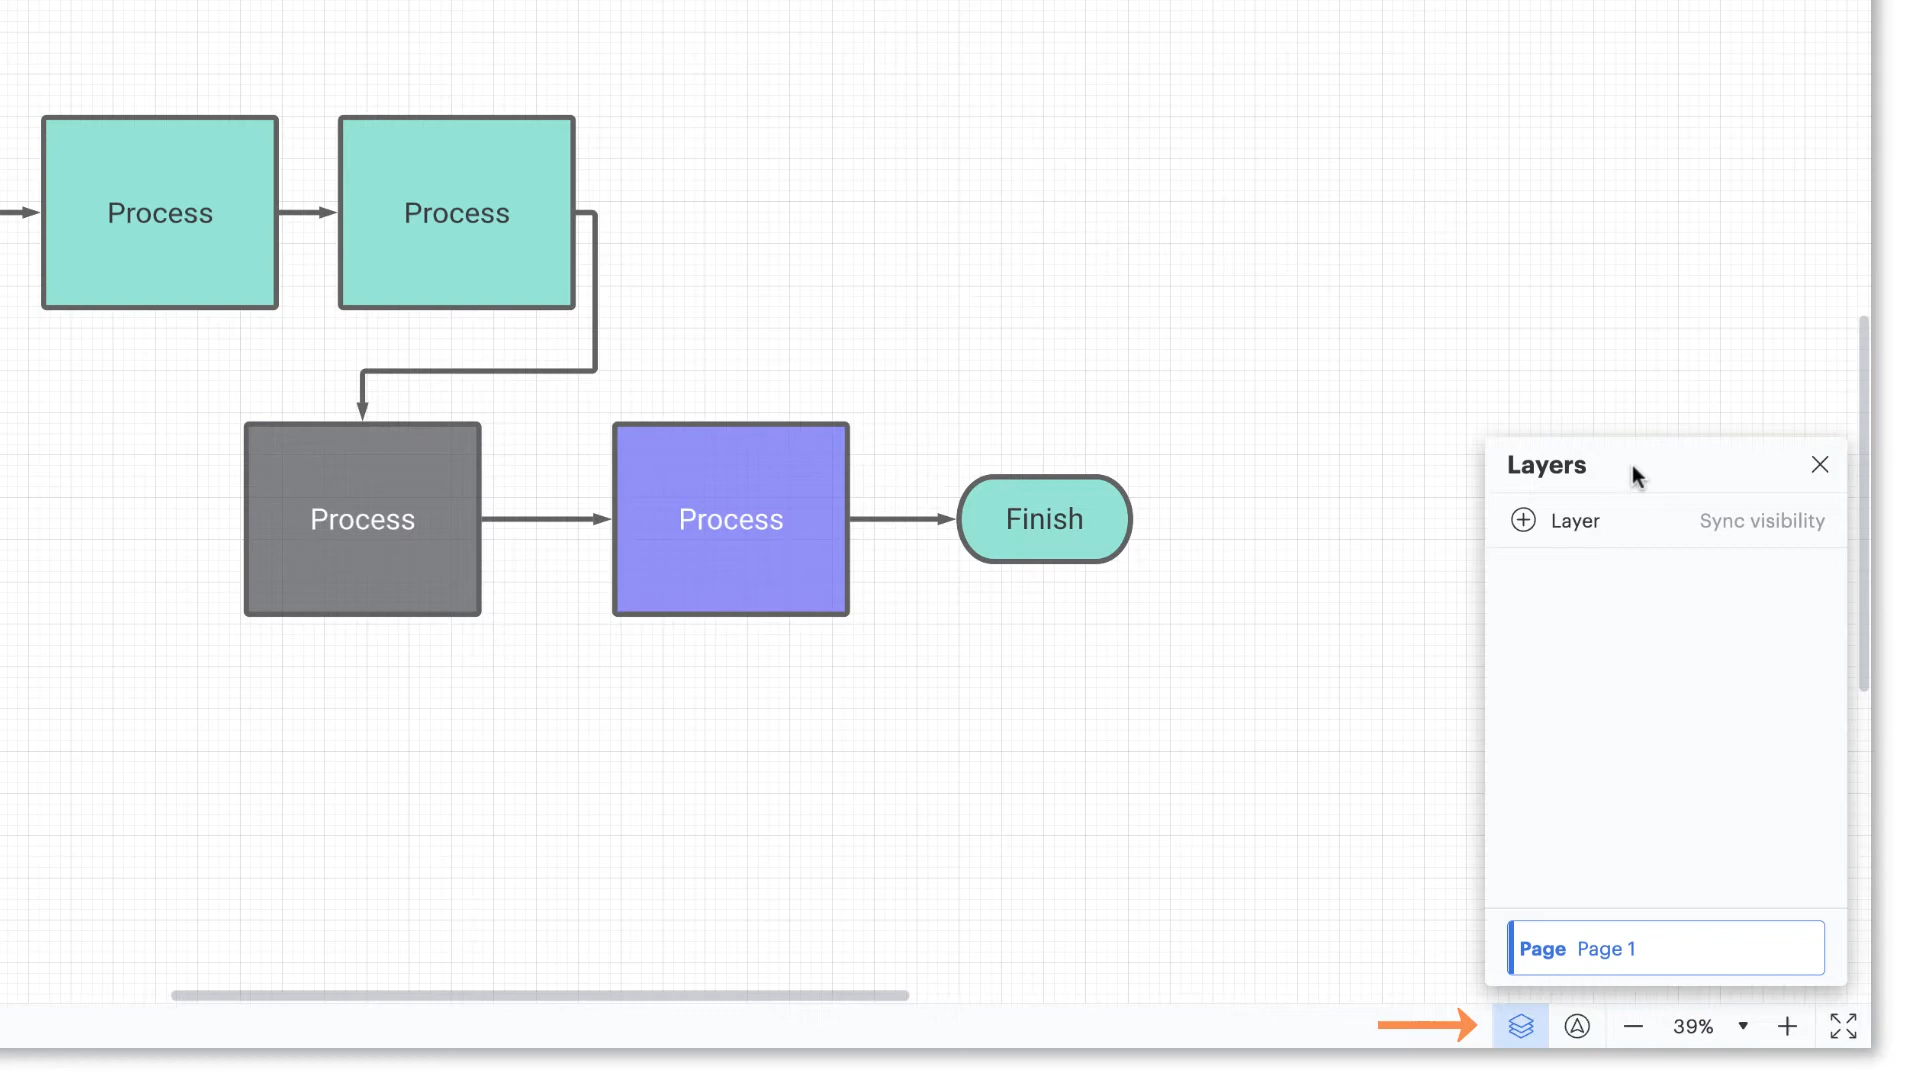 Process
Process
Process
Process
Finish
Layers
Layer
Sync visibility
Page Page 1
39%